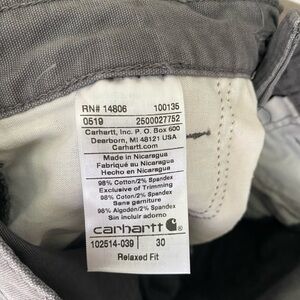 RN# 14806 100135
0519 2500027752
Carhartt, Inc. P. O. Box 600
Dearborn, MI 48121 USA
Carhartt.com
Made in Nicaragua
Fabriqué au Nicaragua
Hecho en Nicaragua
98% Cotton/2% Spandex
Exclusive of Trimming
98% Coton/2% Spandex
Sans garniture
98% Algodón/2% Spandex
Sin incluir adorno
carhartt
102514-039 30
Relaxed Fit